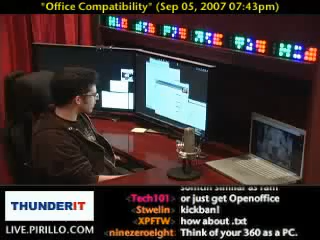 *Office Compatibility* (Sep 05, 2007 07:43pm)
<Tech101> or just get Openoffice
<Stwelin> kickban!
<XPFTW> how about .txt
<ninezeroeight> Think of your 360 as a PC.
THUNDERIT
LIVE.PIRILLO.COM